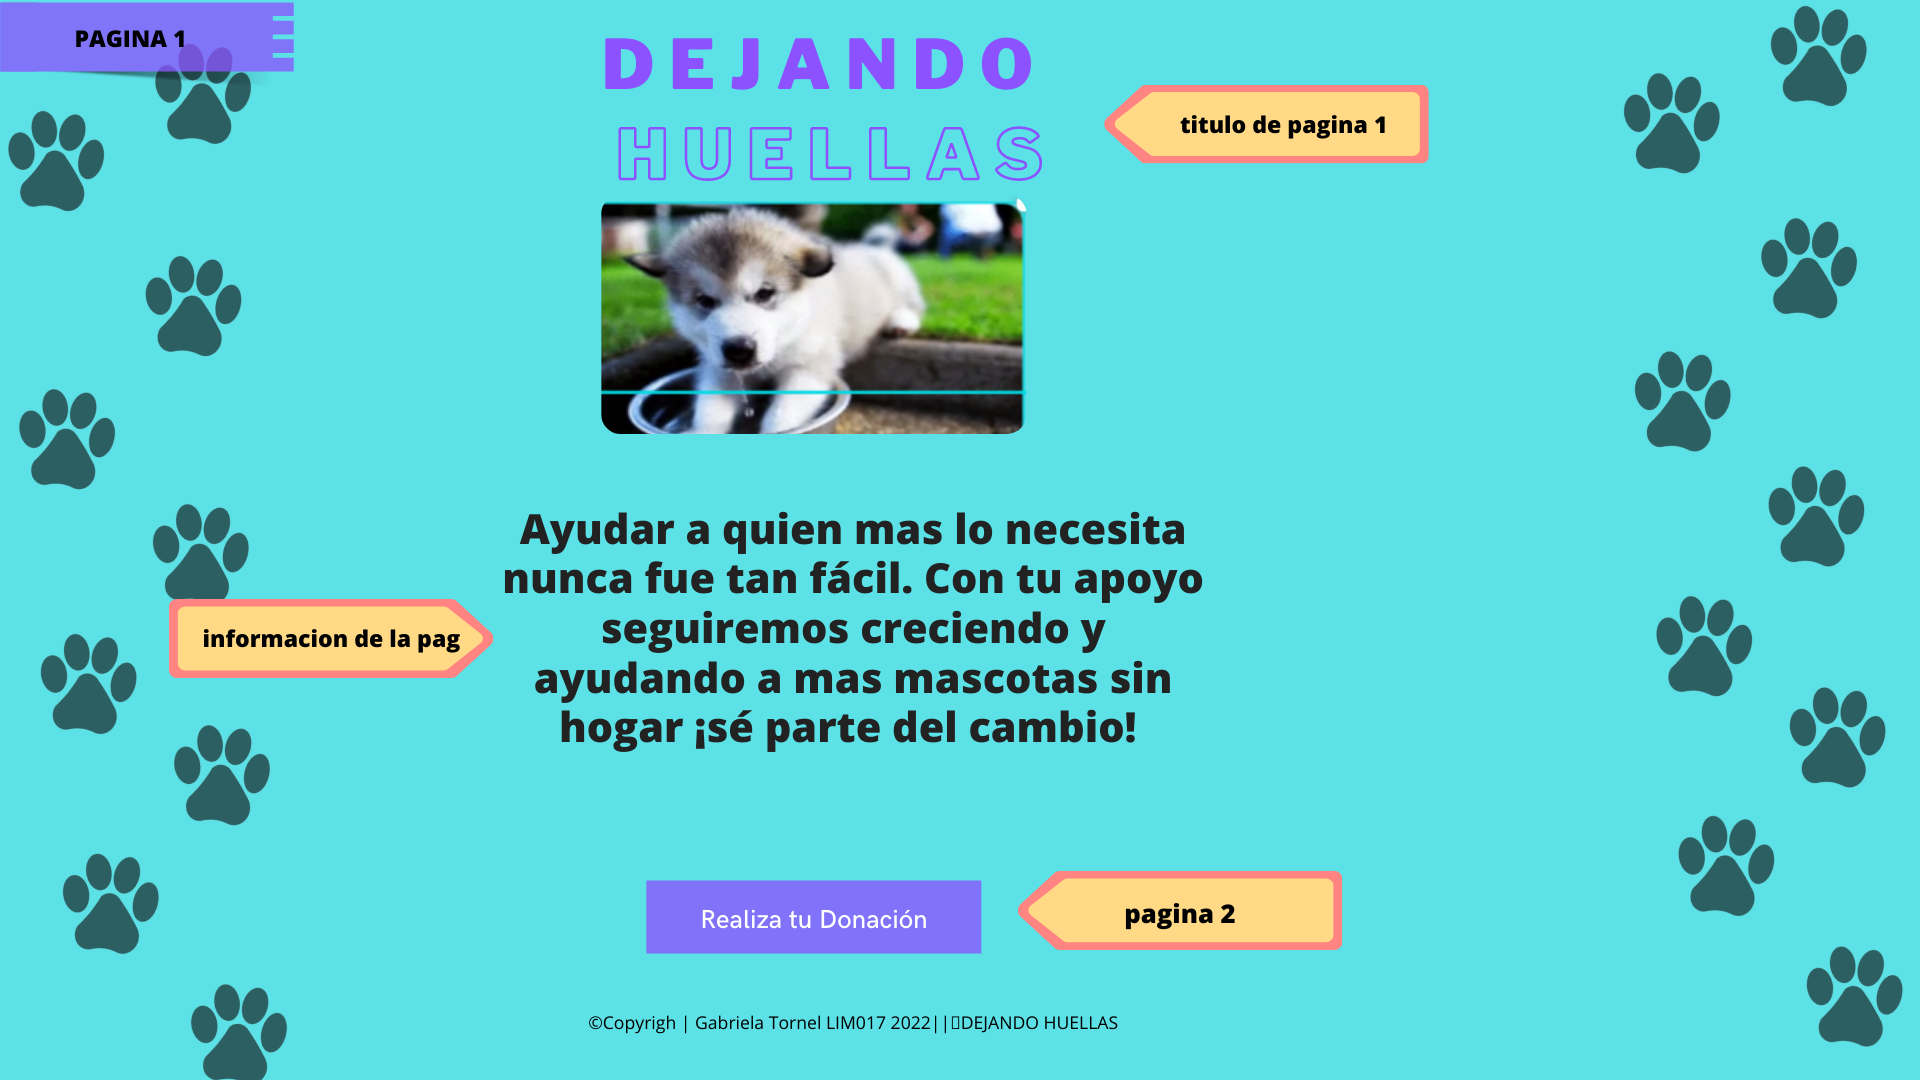 PAGINA 1
DEJANDO
HUELLAS
titulo de pagina 1
Ayudar a quien mas lo necesita
nunca fue tan fácil. Con tu apoyo
seguiremos creciendo y
ayudando a mas mascotas sin
hogar ¡sé parte del cambio!
informacion de la pag
Realiza tu Donación
pagina 2
©Copyrigh | Gabriela Tornel LIM017 2022||▯DEJANDO HUELLAS